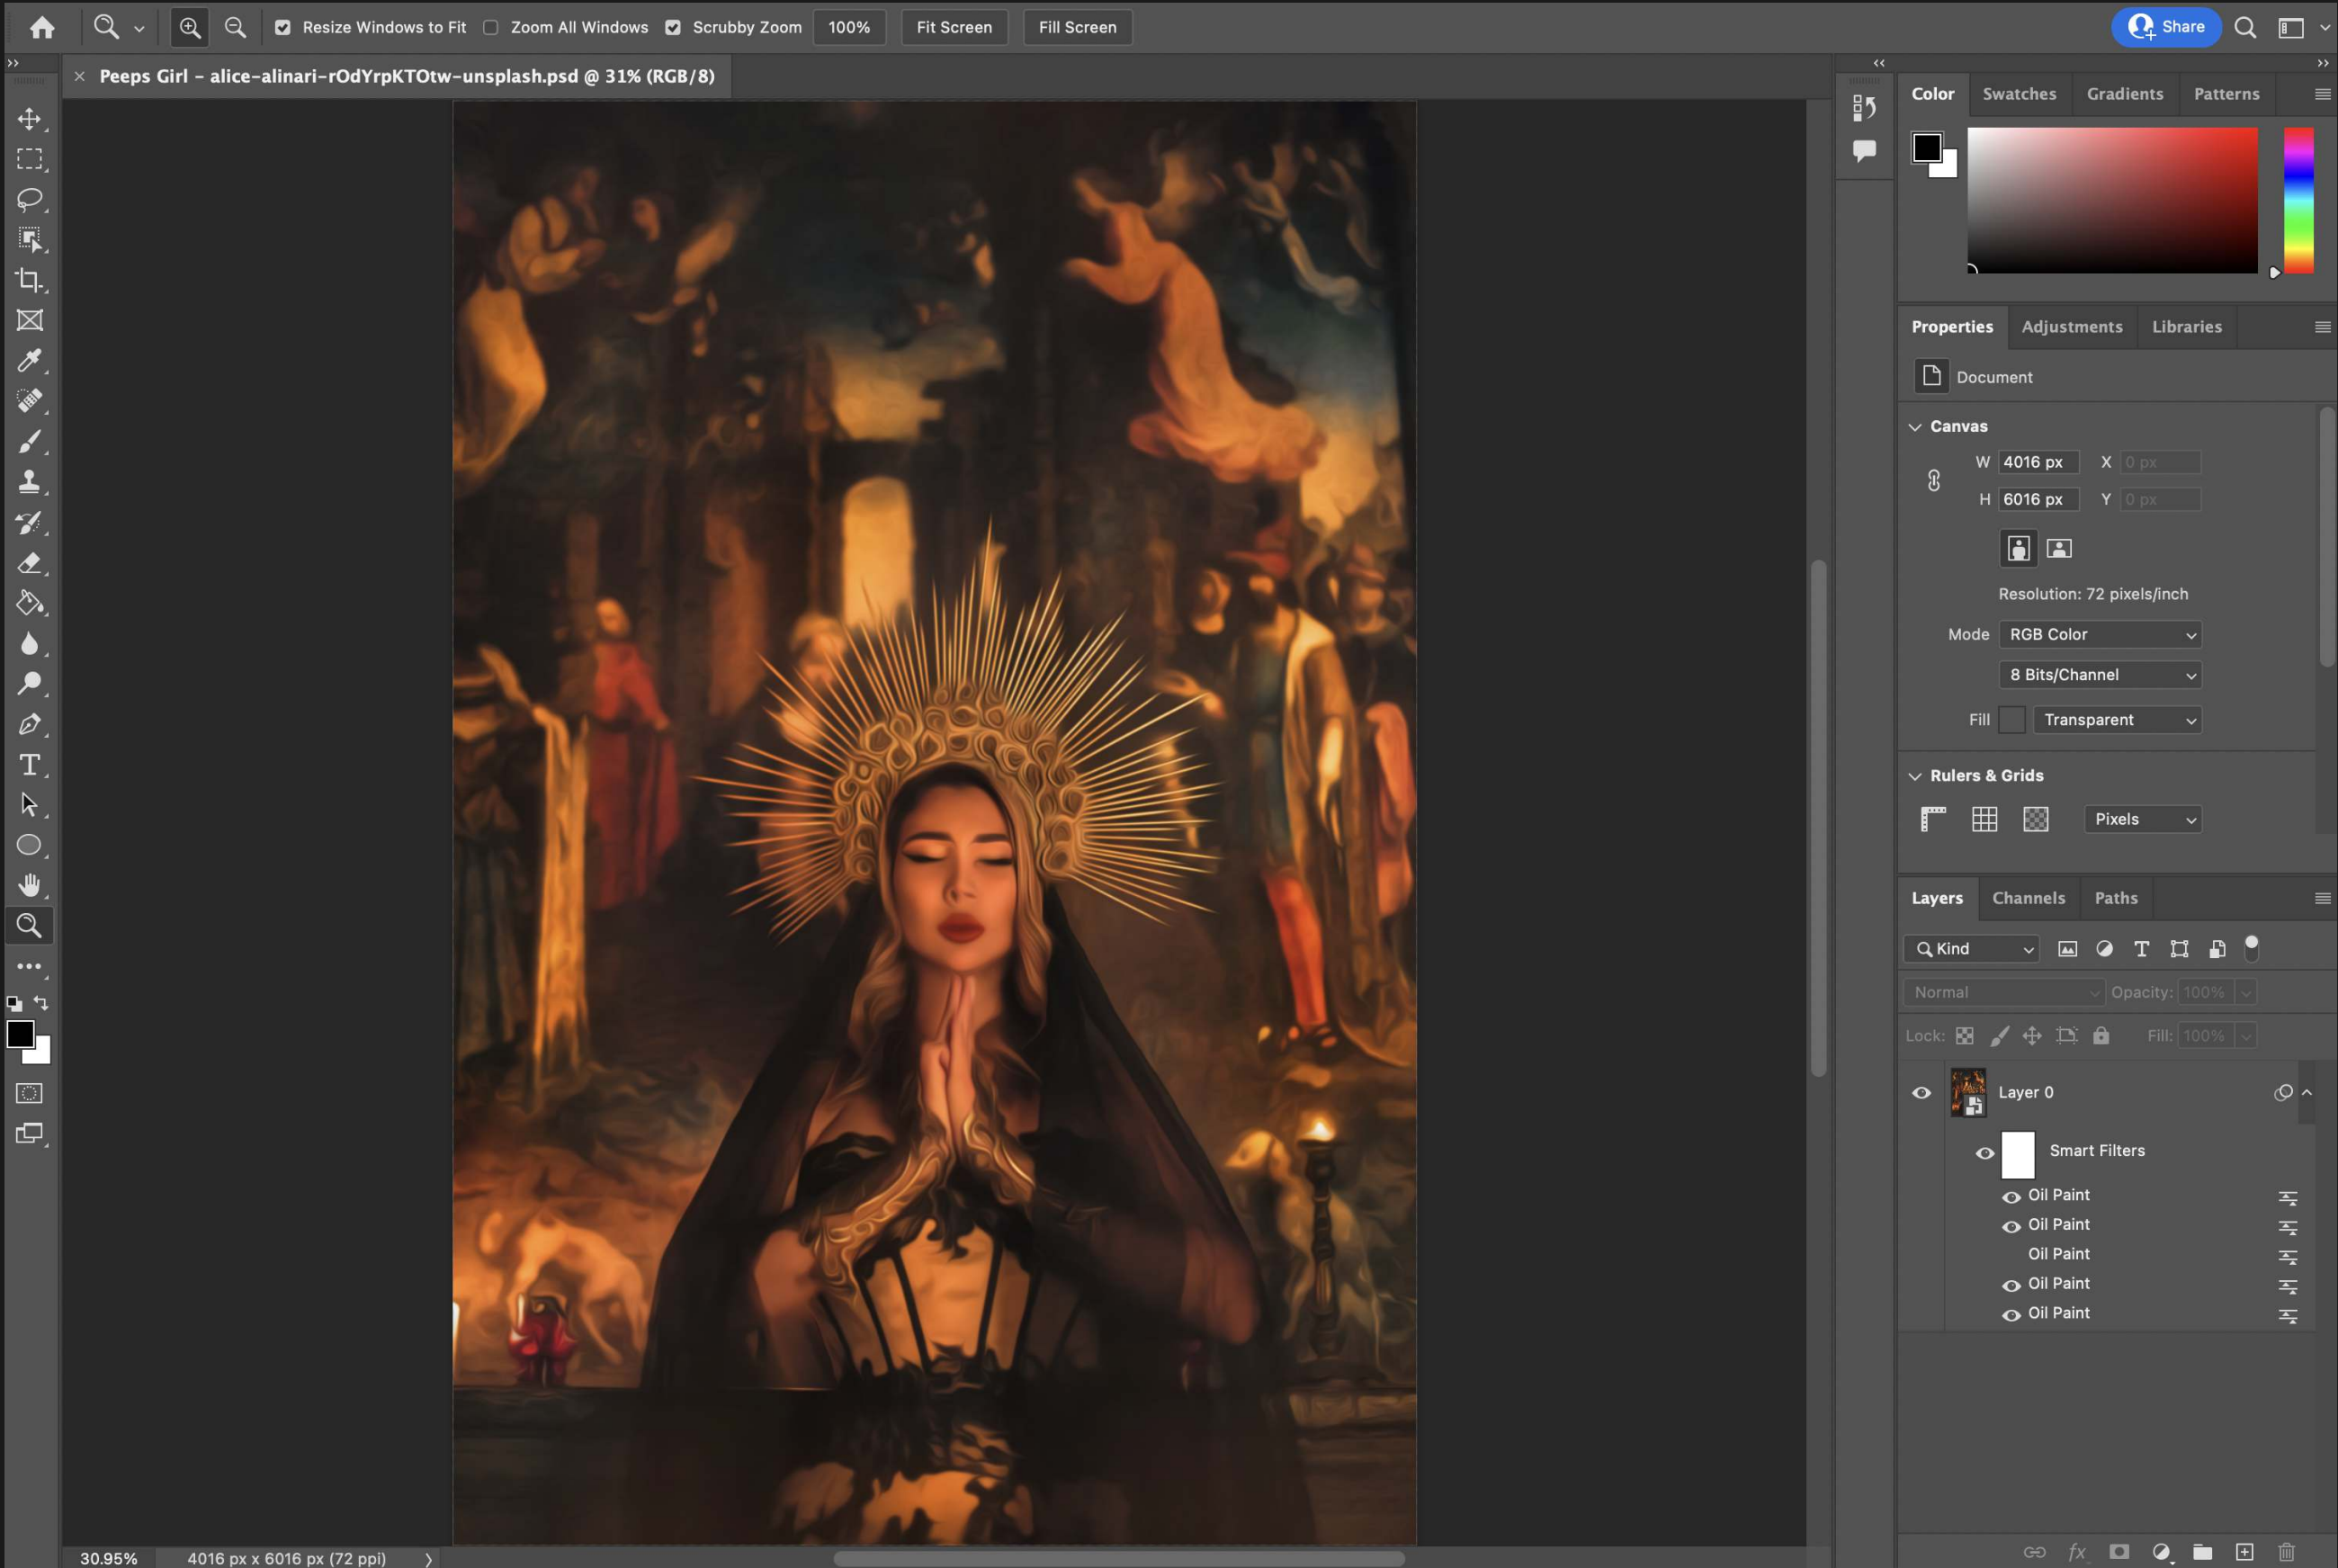 Resize Windows to Fit Zoom All Windows Scrubby Zoom 100% Fit Screen Fill Screen Share
Peeps Girl – alice-alinari-rOdYrpKTOtw-unsplash.psd @ 31% (RGB/8)
Color Swatches Gradients Patterns
Properties Adjustments Libraries
Document
Canvas
W 4016 px X 0 px
H 6016 px Y 0 px
Resolution: 72 pixels/inch
Mode RGB Color
8 Bits/Channel
Fill Transparent
Rulers & Grids
Pixels
Layers Channels Paths
Kind
Normal Opacity: 100%
Lock: Fill: 100%
Layer 0
Smart Filters
Oil Paint
Oil Paint
Oil Paint
Oil Paint
Oil Paint
30.95% 4016 px x 6016 px (72 ppi)